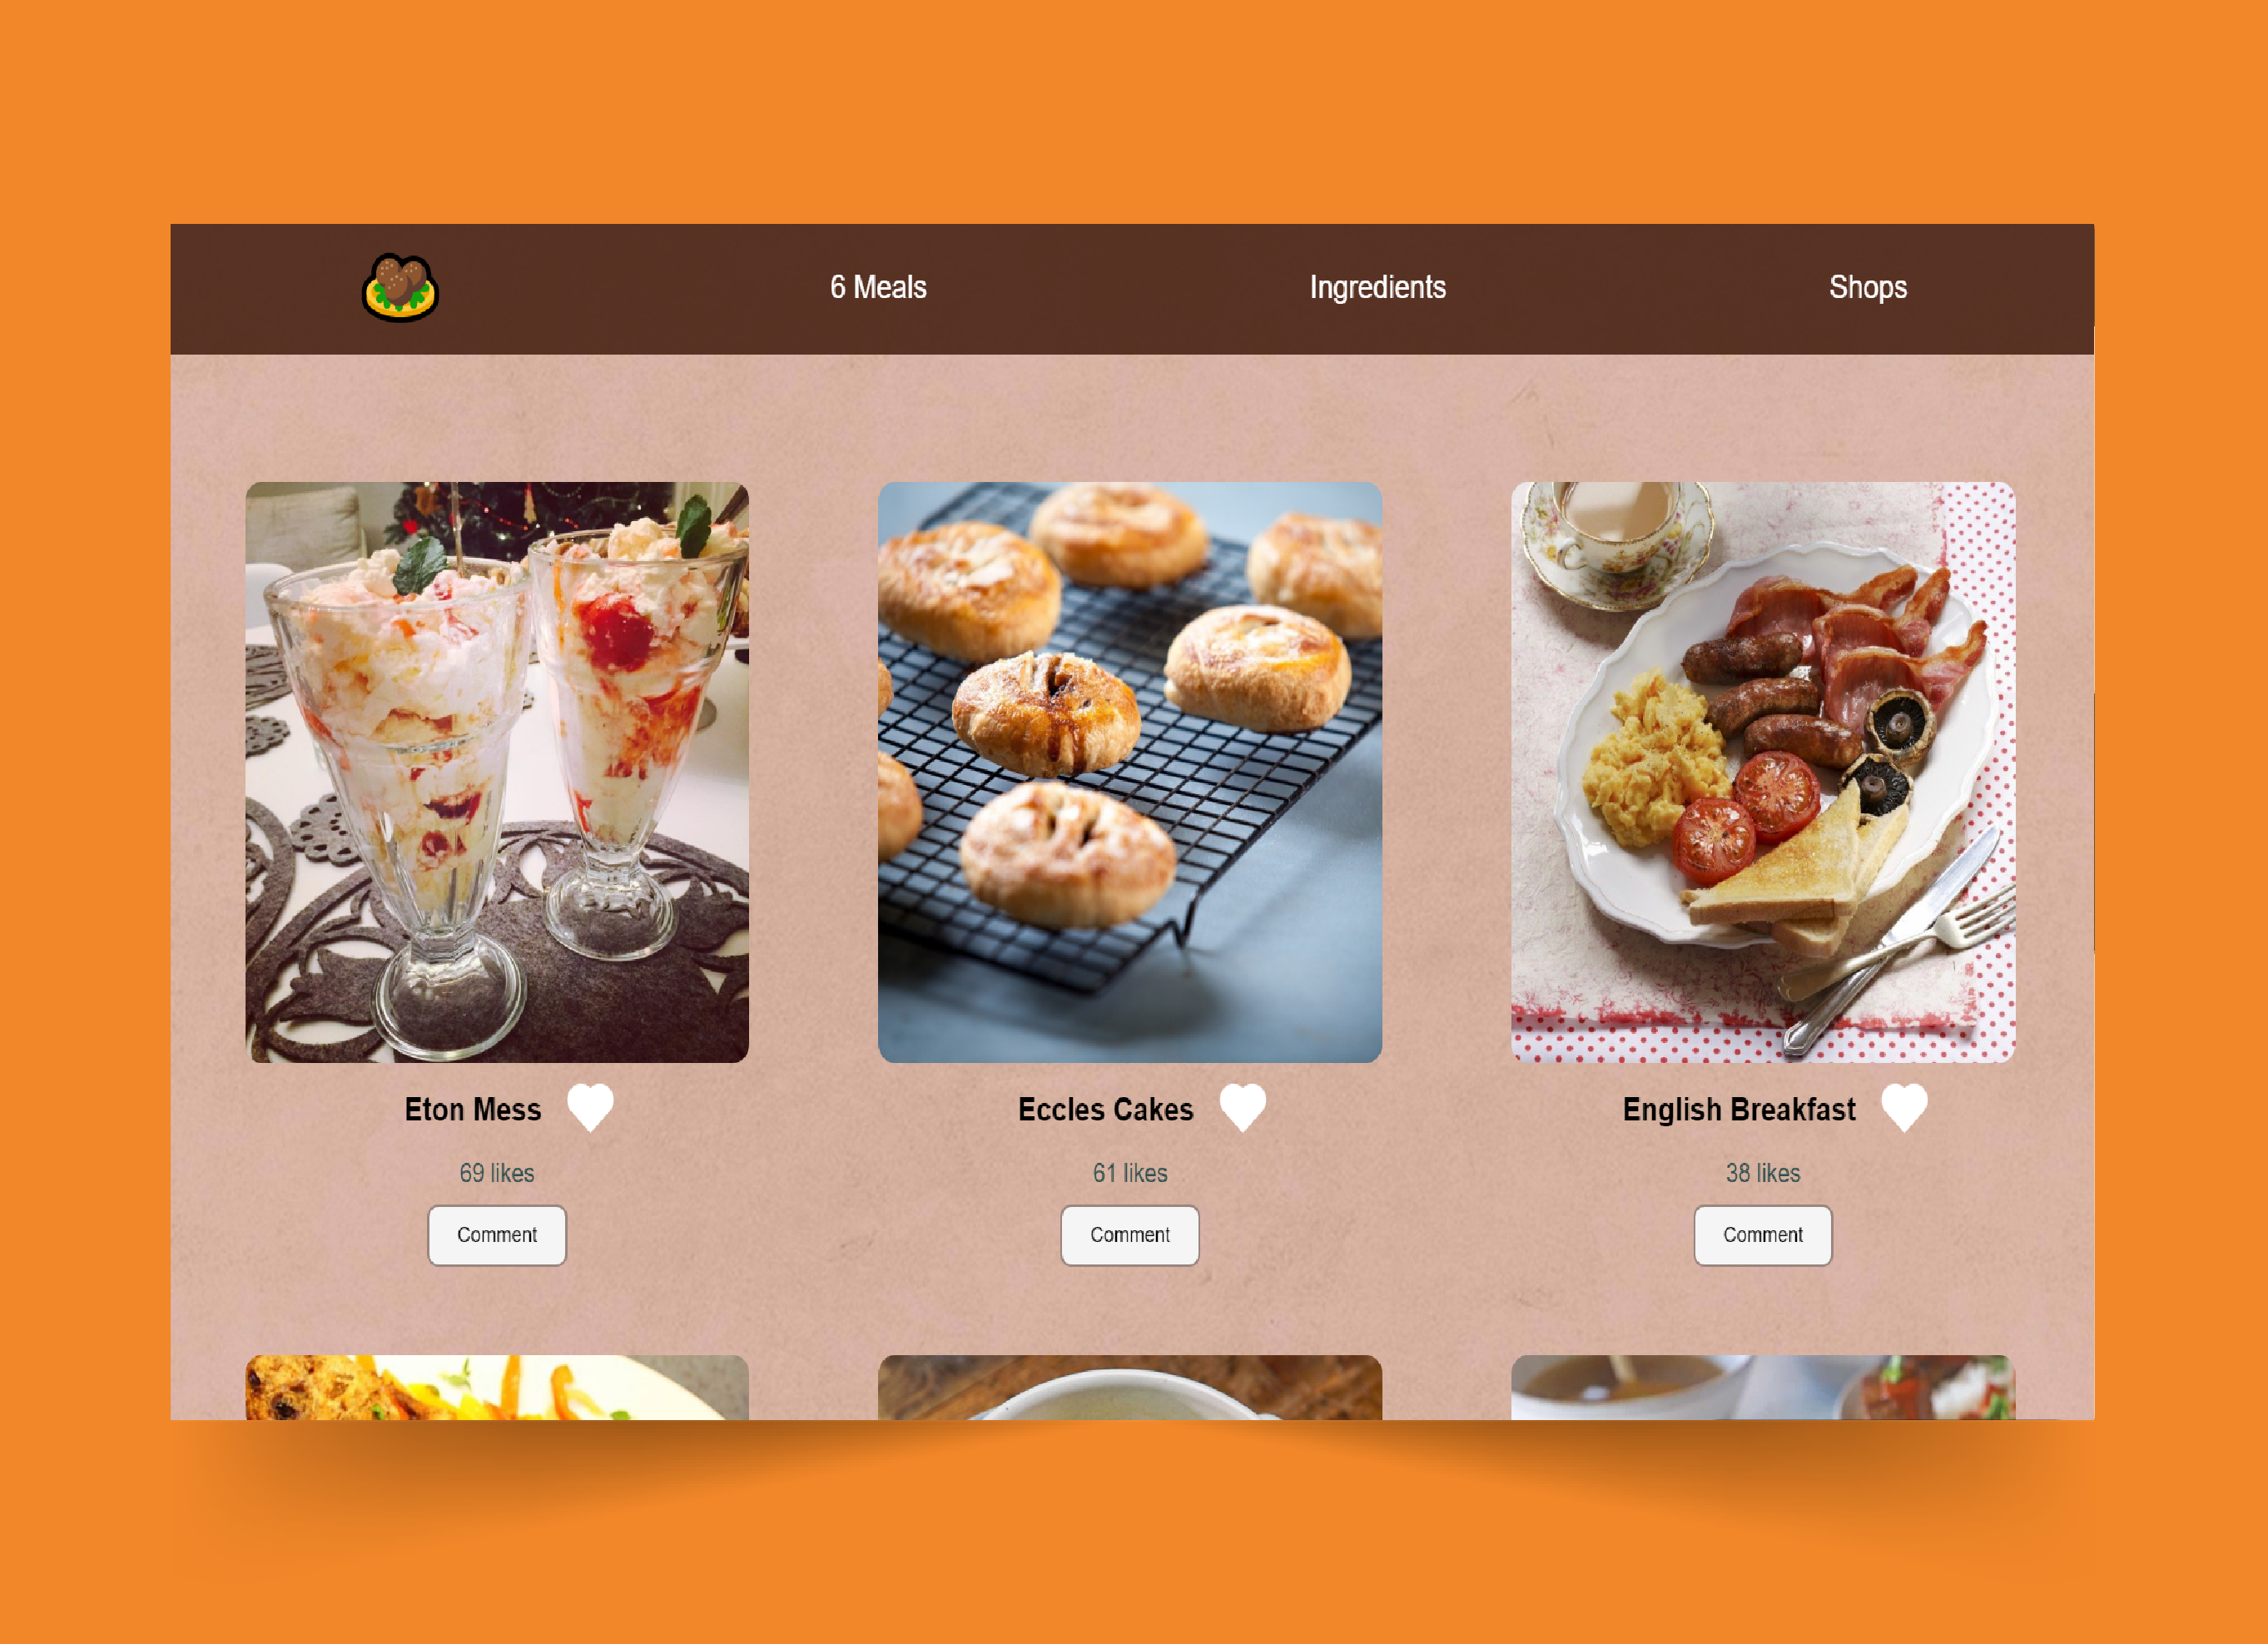 6 Meals
Ingredients
Shops
Eton Mess
69 likes
Comment
Eccles Cakes
61 likes
Comment
English Breakfast
38 likes
Comment